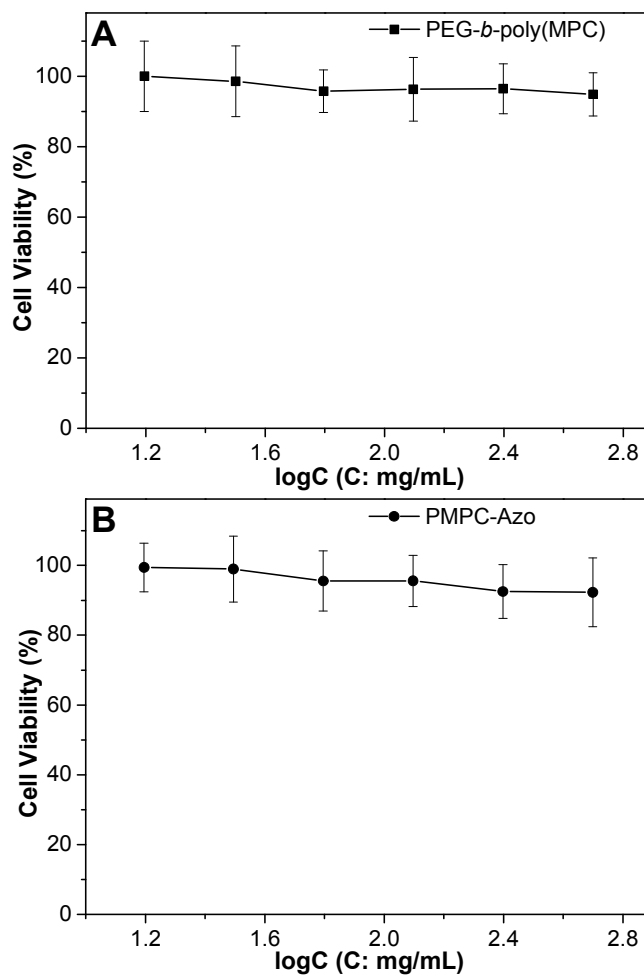 A
PEG-b-poly(MPC)
100
80
60
40
20
0
Cell Viability (%)
1.2 1.6 2.0 2.4 2.8
logC (C: mg/mL)
B
PMPC-Azo
100
80
60
40
20
0
Cell Viability (%)
1.2 1.6 2.0 2.4 2.8
logC (C: mg/mL)